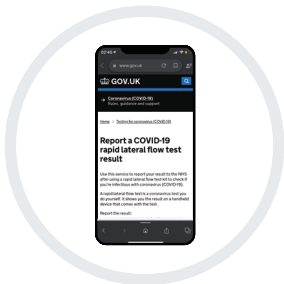 www.gov.uk
GOV.UK
→ Coronavirus (COVID-19)
Rules, guidance and support
Home > Testing for coronavirus (COVID-19)
Report a COVID-19
rapid lateral flow test
result
Use this service to report your result to the NHS
after using a rapid lateral flow test kit to check if
you're infectious with coronavirus (COVID-19).
A rapid lateral flow test is a coronavirus test you
do yourself. It shows you the result on a handheld
device that comes with the test.
Report the result: